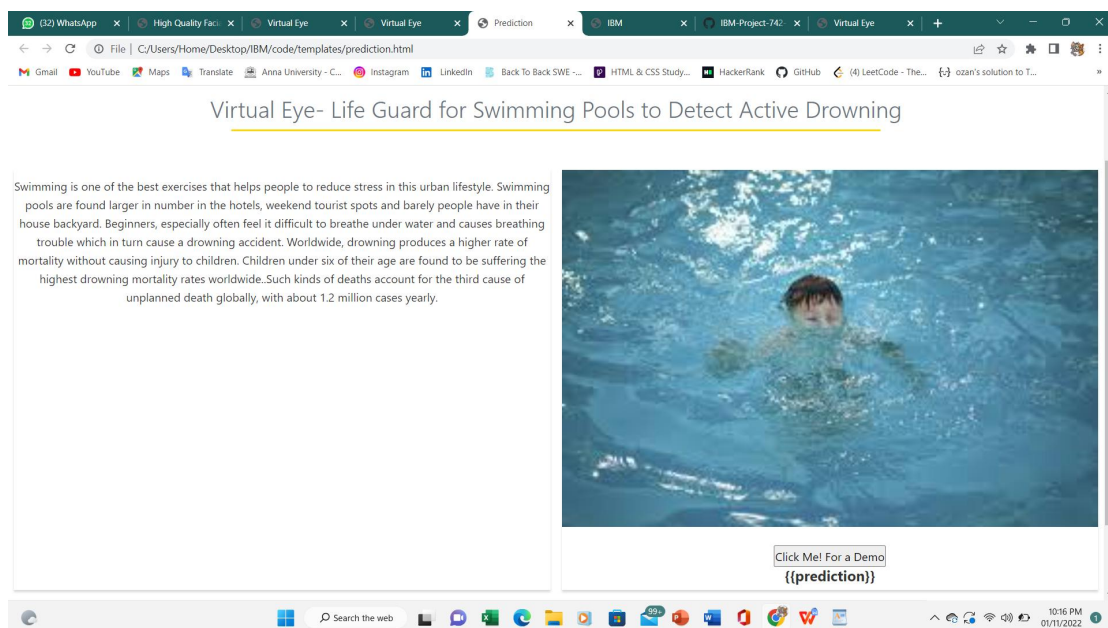 (32) WhatsApp
High Quality Faci
Virtual Eye
Virtual Eye
Prediction
IBM
IBM-Project-742
Virtual Eye
File
C:/Users/Home/Desktop/IBM/code/templates/prediction.html
Gmail
YouTube
Maps
Translate
Anna University - C...
Instagram
LinkedIn
Back To Back SWE -...
HTML & CSS Study...
HackerRank
GitHub
(4) LeetCode - The...
ozan's solution to T...
Virtual Eye- Life Guard for Swimming Pools to Detect Active Drowning
Swimming is one of the best exercises that helps people to reduce stress in this urban lifestyle. Swimming
pools are found larger in number in the hotels, weekend tourist spots and barely people have in their
house backyard. Beginners, especially often feel it difficult to breathe under water and causes breathing
trouble which in turn cause a drowning accident. Worldwide, drowning produces a higher rate of
mortality without causing injury to children. Children under six of their age are found to be suffering the
highest drowning mortality rates worldwide..Such kinds of deaths account for the third cause of
unplanned death globally, with about 1.2 million cases yearly.
Click Me! For a Demo
{{prediction}}
Search the web
99+
10:16 PM
01/11/2022
1